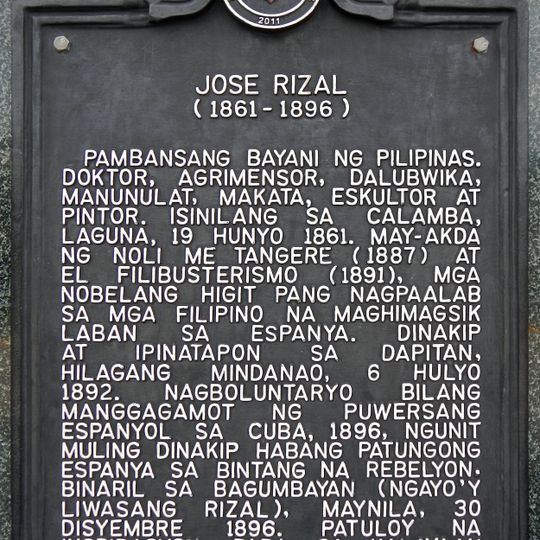 2011
JOSE RIZAL
(1861-1896)
PAMBANSANG BAYANI NG PILIPINAS.
DOKTOR, AGRIMENSOR, DALUBWIKA,
MANUNULAT, MAKATA, ESKULTOR AT
PINTOR. ISINILANG SA CALAMBA,
LAGUNA, 19 HUNYO 1861. MAY-AKDA
NG NOLI ME TANGERE (1887) AT
EL FILIBUSTERISMO (1891), MGA
NOBELANG HIGIT PANG NAGPAALAB
SA MGA FILIPINO NA MAGHIMAGSIK
LABAN SA ESPANYA. DINAKIP
AT IPINATAPON SA DAPITAN,
HILAGANG MINDANAO, 6 HULYO
1892. NAGBOLUNTARYO BILANG
MANGGAGAMOT NG PUWERSANG
ESPANYOL SA CUBA, 1896, NGUNIT
MULING DINAKIP HABANG PATUNGONG
ESPANYA SA BINTANG NA REBELYON.
BINARIL SA BAGUMBAYAN (NGAYO'Y
LIWASANG RIZAL), MAYNILA, 30
DISYEMBRE 1896. PATULOY NA